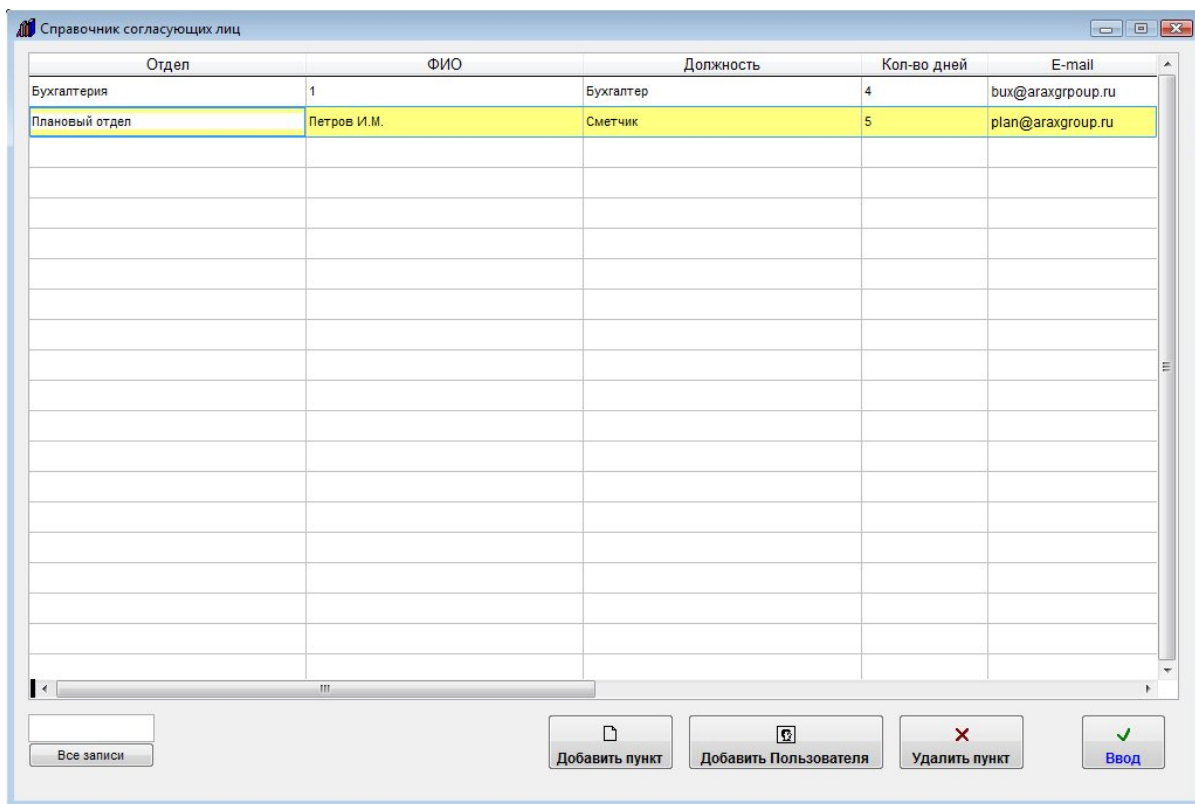 Справочник согласующих лиц
Отдел ФИО Должность Кол-во дней E-mail
Бухгалтерия 1 Бухгалтер 4 bux@araxgrpoup.ru
Плановый отдел Петров И.М. Сметчик 5 plan@araxgroup.ru
Добавить пункт Добавить Пользователя Удалить пункт Ввод
Все записи